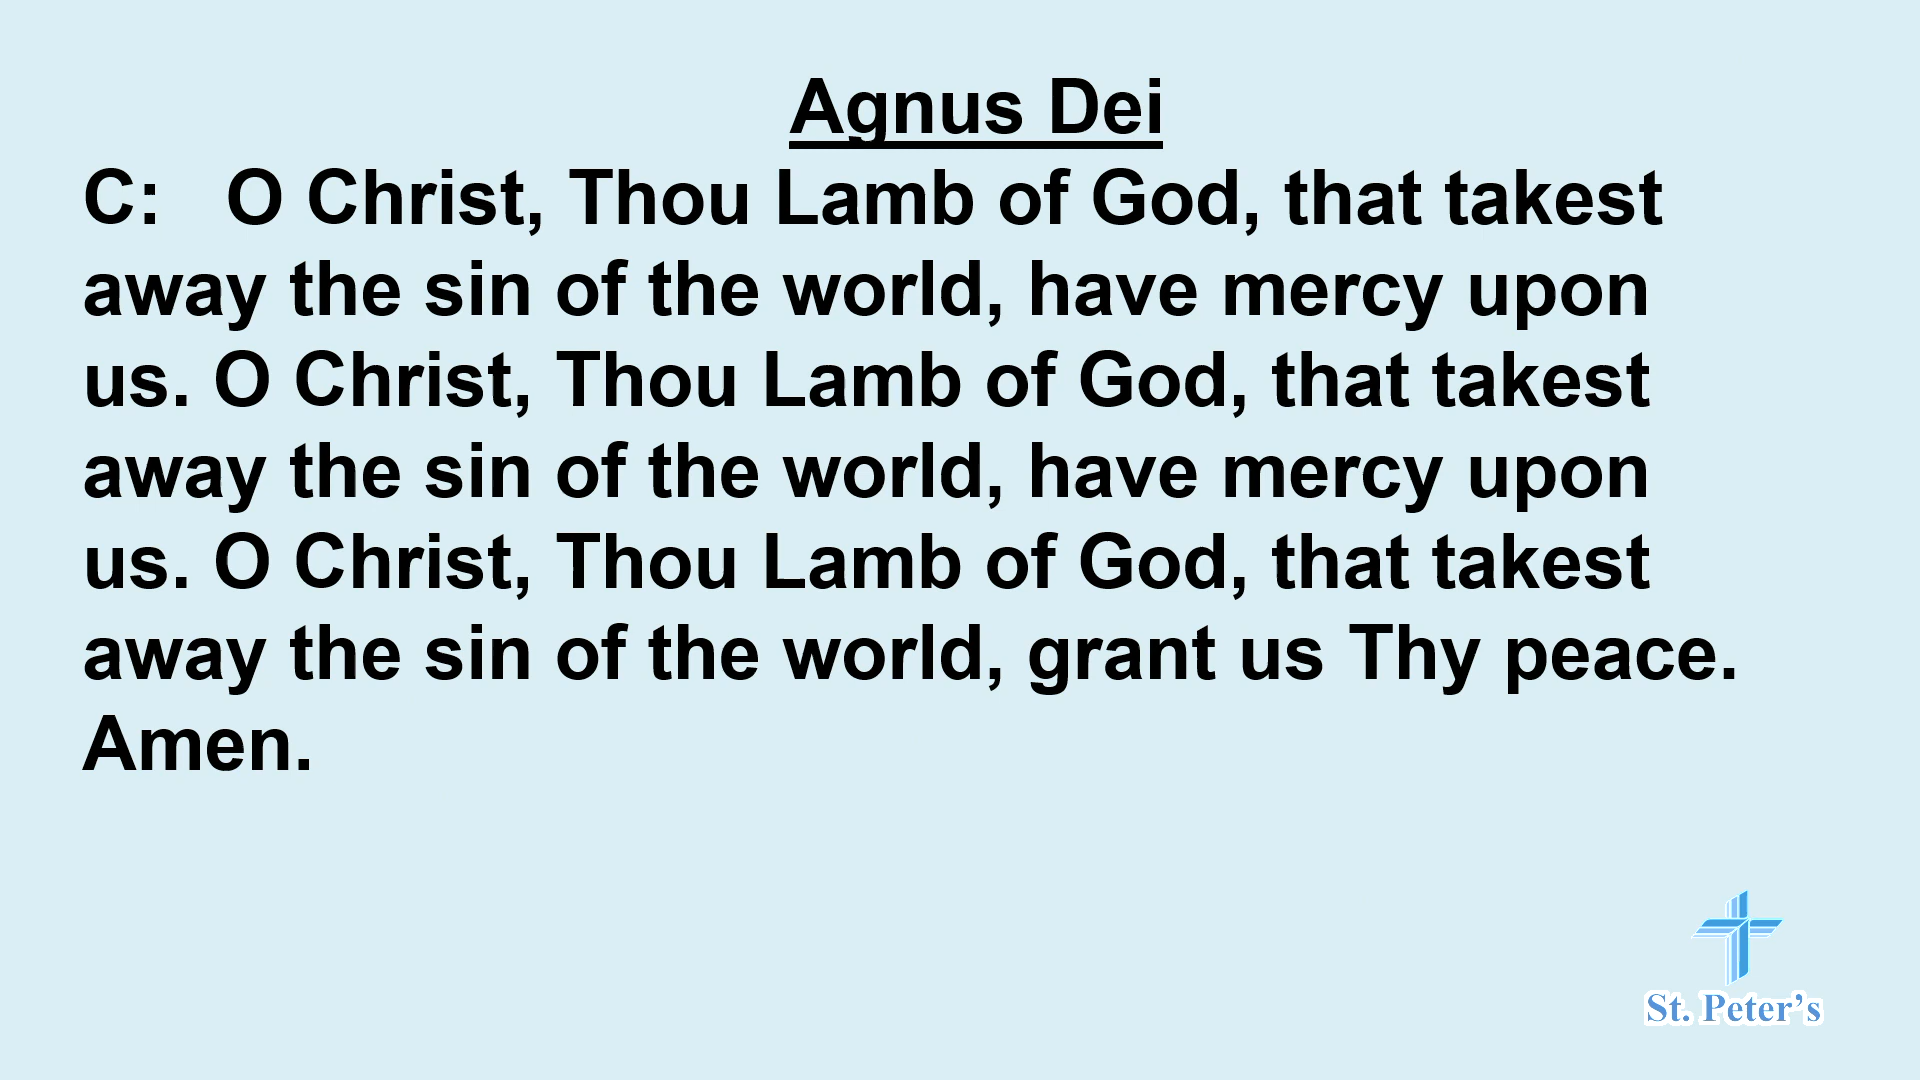 Agnus Dei
C:   O Christ, Thou Lamb of God, that takest
away the sin of the world, have mercy upon
us. O Christ, Thou Lamb of God, that takest
away the sin of the world, have mercy upon
us. O Christ, Thou Lamb of God, that takest
away the sin of the world, grant us Thy peace.
Amen.
St. Peter’s